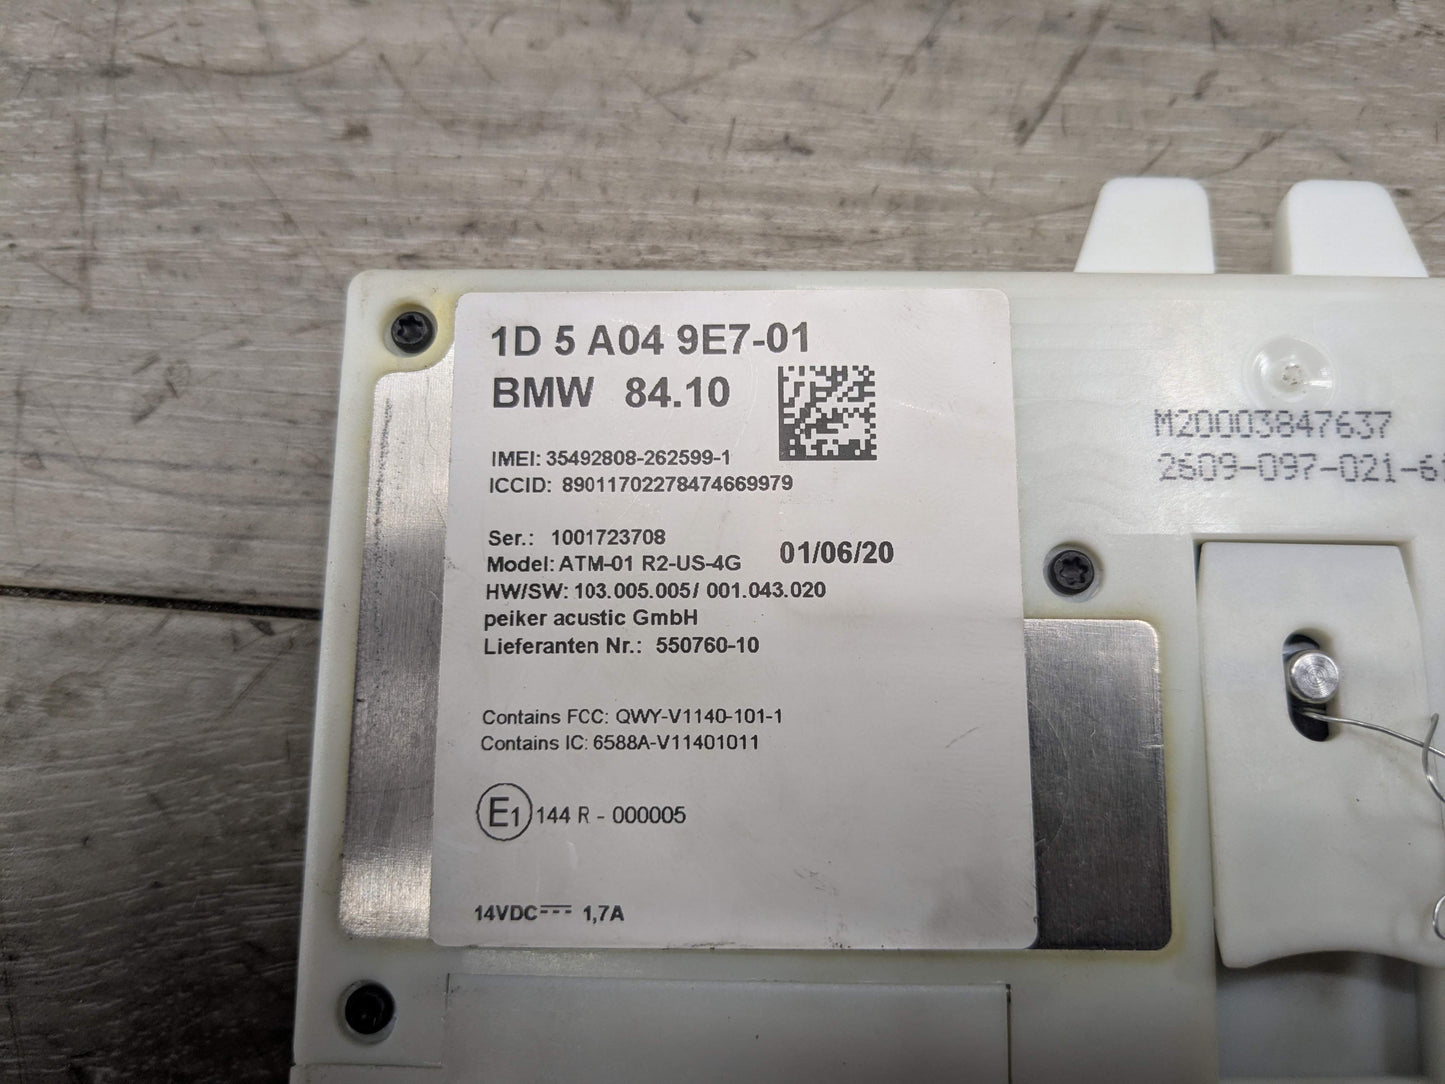 1D 5 A04 9E7-01
BMW 84.10
IMEI: 35492808-262599-1
ICCID: 89011702278474669979
Ser.: 1001723708
Model: ATM-01 R2-US-4G 01/06/20
HW/SW: 103.005.005/ 001.043.020
peiker acustic GmbH
Lieferanten Nr.: 550760-10
Contains FCC: QWY-V1140-101-1
Contains IC: 6588A-V11401011
E1 144 R - 000005
14VDC 1,7A
M20003847637
2609-097-021-